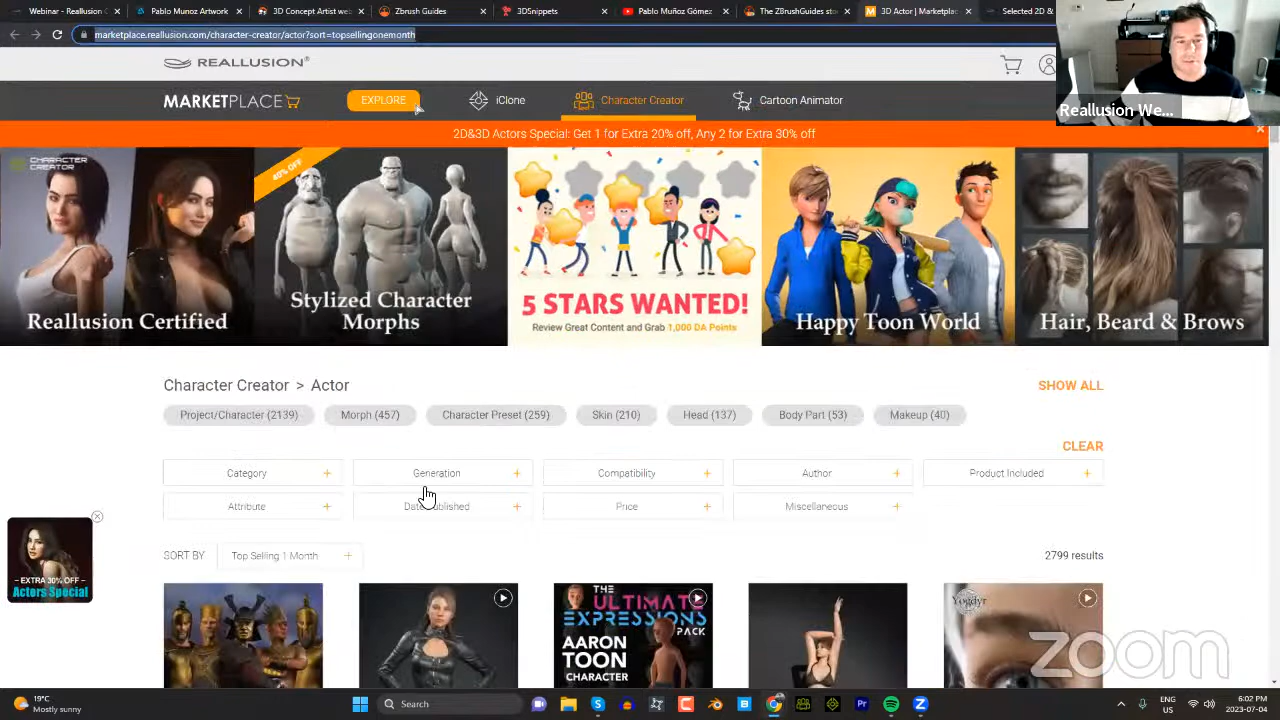 Webinar - Reallusion
Pablo Munoz Artwork
3D Concept Artist web
Zbrush Guides
3DSnippets
Pablo Muñoz Gómez
The ZBrushGuides sto
3D Actor | Marketplac
Selected 2D &
marketplace.reallusion.com/character-creator/actor?sort=topsellingonemonth
REALLUSION®
MARKETPLACE
EXPLORE
iClone
Character Creator
Cartoon Animator
Reallusion We...
2D&3D Actors Special: Get 1 for Extra 20% off, Any 2 for Extra 30% off
CHARACTER
CREATOR
40% OFF
Reallusion Certified
Stylized Character
Morphs
5 STARS WANTED!
Review Great Content and Grab 1,000 DA Points
Happy Toon World
Hair, Beard & Brows
Character Creator > Actor
SHOW ALL
Project/Character (2139)
Morph (457)
Character Preset (259)
Skin (210)
Head (137)
Body Part (53)
Makeup (40)
CLEAR
Category +
Generation +
Compatibility +
Author +
Product Included +
Attribute +
Date Published +
Price +
Miscellaneous +
SORT BY
Top Selling 1 Month +
2799 results
– EXTRA 30% OFF –
Actors Special
THE
ULTIMATE
EXPRESSIONS
PACK
AARON
TOON
CHARACTER
Yogdyr
zoom
19°C
Mostly sunny
Search
ENG
US
6:02 PM
2023-07-04